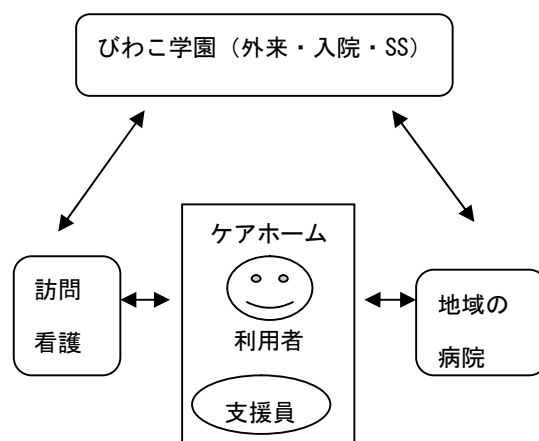 びわこ学園（外来・入院・SS）
ケアホーム
訪問
看護
利用者
地域の
病院
支援員